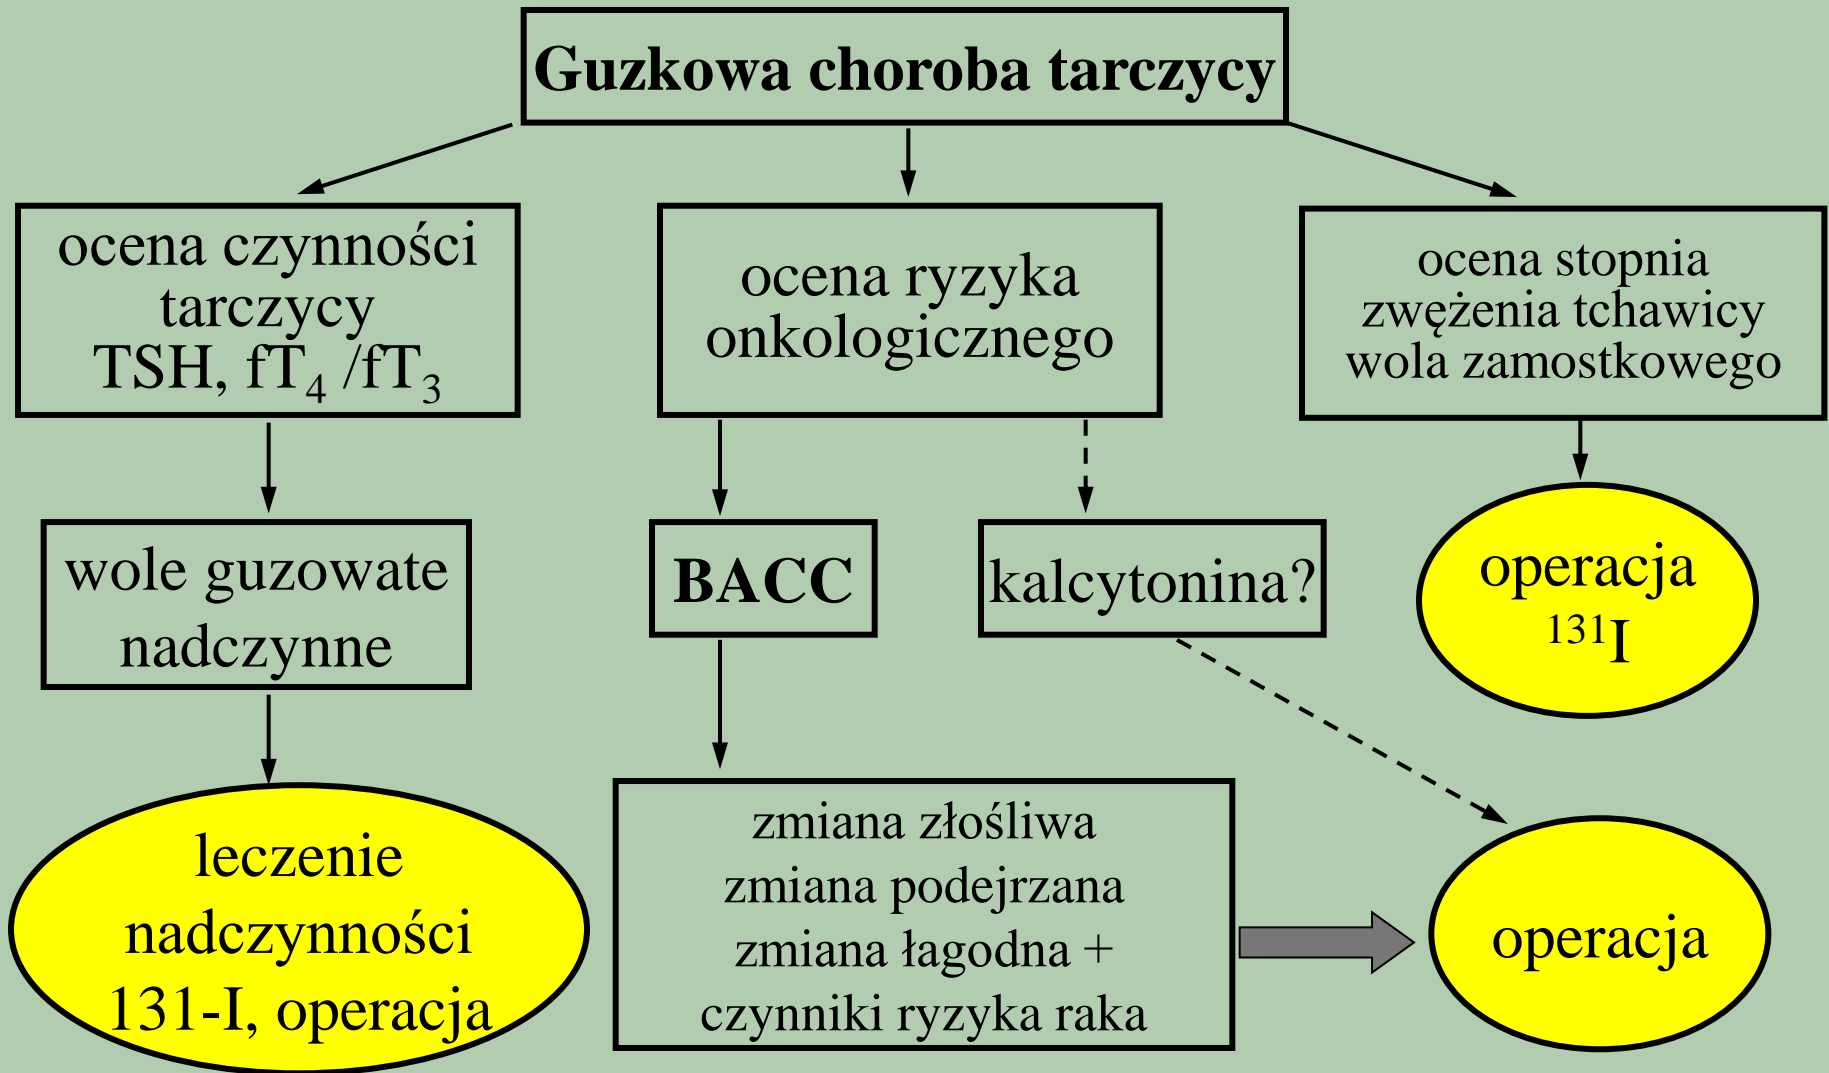 Guzkowa choroba tarczycy
ocena czynności
tarczycy
TSH, fT₄ /fT₃
ocena ryzyka
onkologicznego
ocena stopnia
zwężenia tchawicy
wola zamostkowego
wole guzowate
nadczynne
BACC
kalcytonina?
operacja
¹³¹I
leczenie
nadczynności
131-I, operacja
zmiana złośliwa
zmiana podejrzana
zmiana łagodna +
czynniki ryzyka raka
operacja